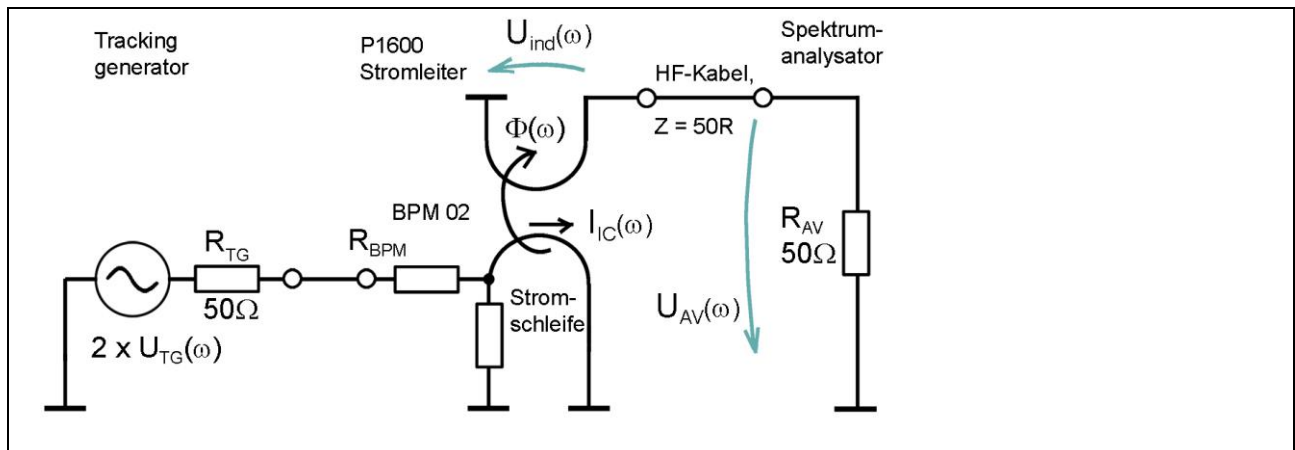 Tracking
generator
P1600
Stromleiter
U_ind(ω)
Spektrum-
analysator
HF-Kabel,
Z = 50R
Φ(ω)
BPM 02
I_IC(ω)
R_TG
50Ω
R_BPM
Strom-
schleife
R_AV
50Ω
U_AV(ω)
2 x U_TG(ω)